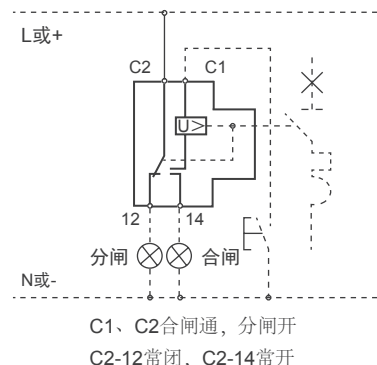 L或+
C2 C1
U>
12 14
分闸 合闸
N或-
C1、C2合闸通，分闸开
C2-12常闭，C2-14常开